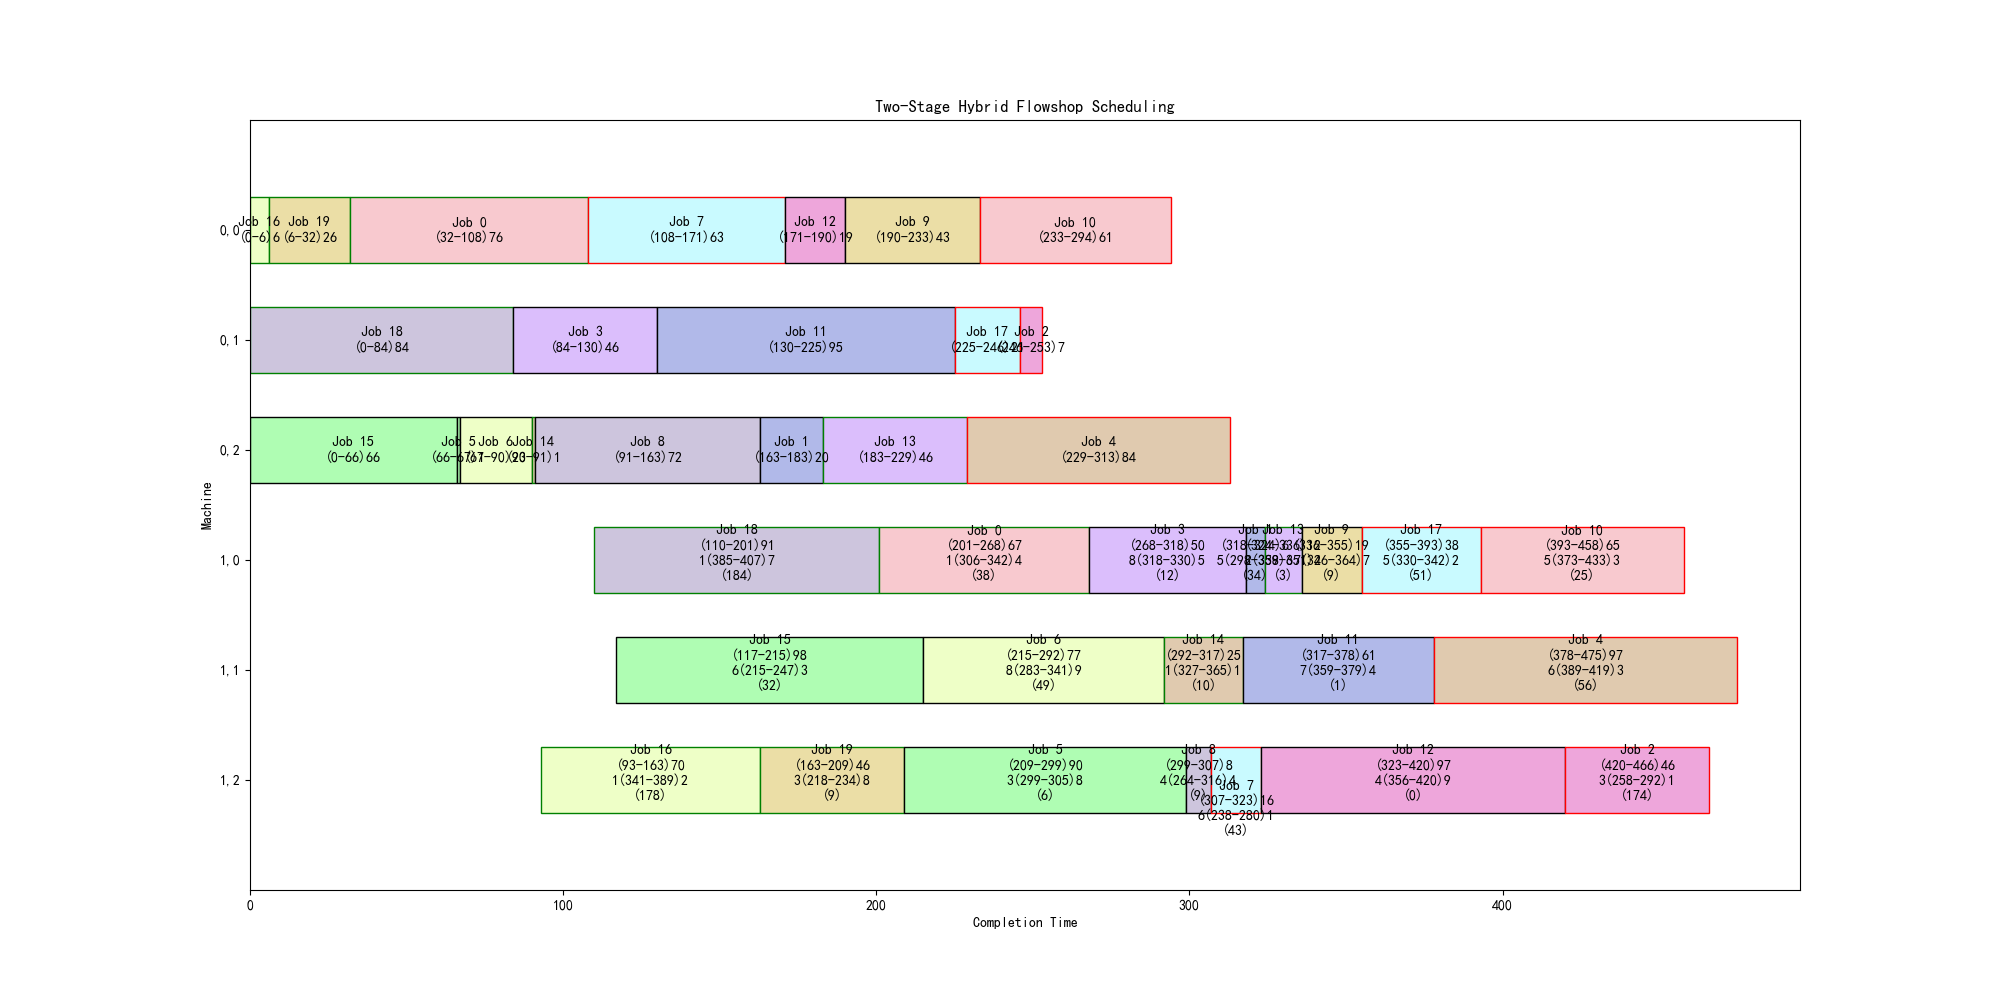 Two-Stage Hybrid Flowshop Scheduling
Machine
0,0
Job 16
(0-6)6
Job 19
(6-32)26
Job 0
(32-108)76
Job 7
(108-171)63
Job 12
(171-190)19
Job 9
(190-233)43
Job 10
(233-294)61
0,1
Job 18
(0-84)84
Job 3
(84-130)46
Job 11
(130-225)95
Job 17
(225-246)21
Job 2
(246-253)7
0,2
Job 15
(0-66)66
Job 5
(66-67)1
Job 6
(67-90)23
Job 14
(90-91)1
Job 8
(91-163)72
Job 1
(163-183)20
Job 13
(183-229)46
Job 4
(229-313)84
1,0
Job 18
(110-201)91
1(385-407)7
(184)
Job 0
(201-268)67
1(306-342)4
(38)
Job 3
(268-318)50
8(318-330)5
(12)
Job 1
(318-324)6
(34)
Job 13
(324-336)12
(3)
Job 9
(336-355)19
(9)
Job 17
(355-393)38
5(330-342)2
(51)
Job 10
(393-458)65
5(373-433)3
(25)
1,1
Job 15
(117-215)98
6(215-247)3
(32)
Job 6
(215-292)77
8(283-341)9
(49)
Job 14
(292-317)25
1(327-365)1
(10)
Job 11
(317-378)61
7(359-379)4
(1)
Job 4
(378-475)97
6(389-419)3
(56)
1,2
Job 16
(93-163)70
1(341-389)2
(178)
Job 19
(163-209)46
3(218-234)8
(9)
Job 5
(209-299)90
3(299-305)8
(6)
Job 8
(299-307)8
4(264-316)4
(9)
Job 7
(307-323)16
6(238-280)1
(43)
Job 12
(323-420)97
4(356-420)9
(0)
Job 2
(420-466)46
3(258-292)1
(174)
0
100
200
300
400
Completion Time